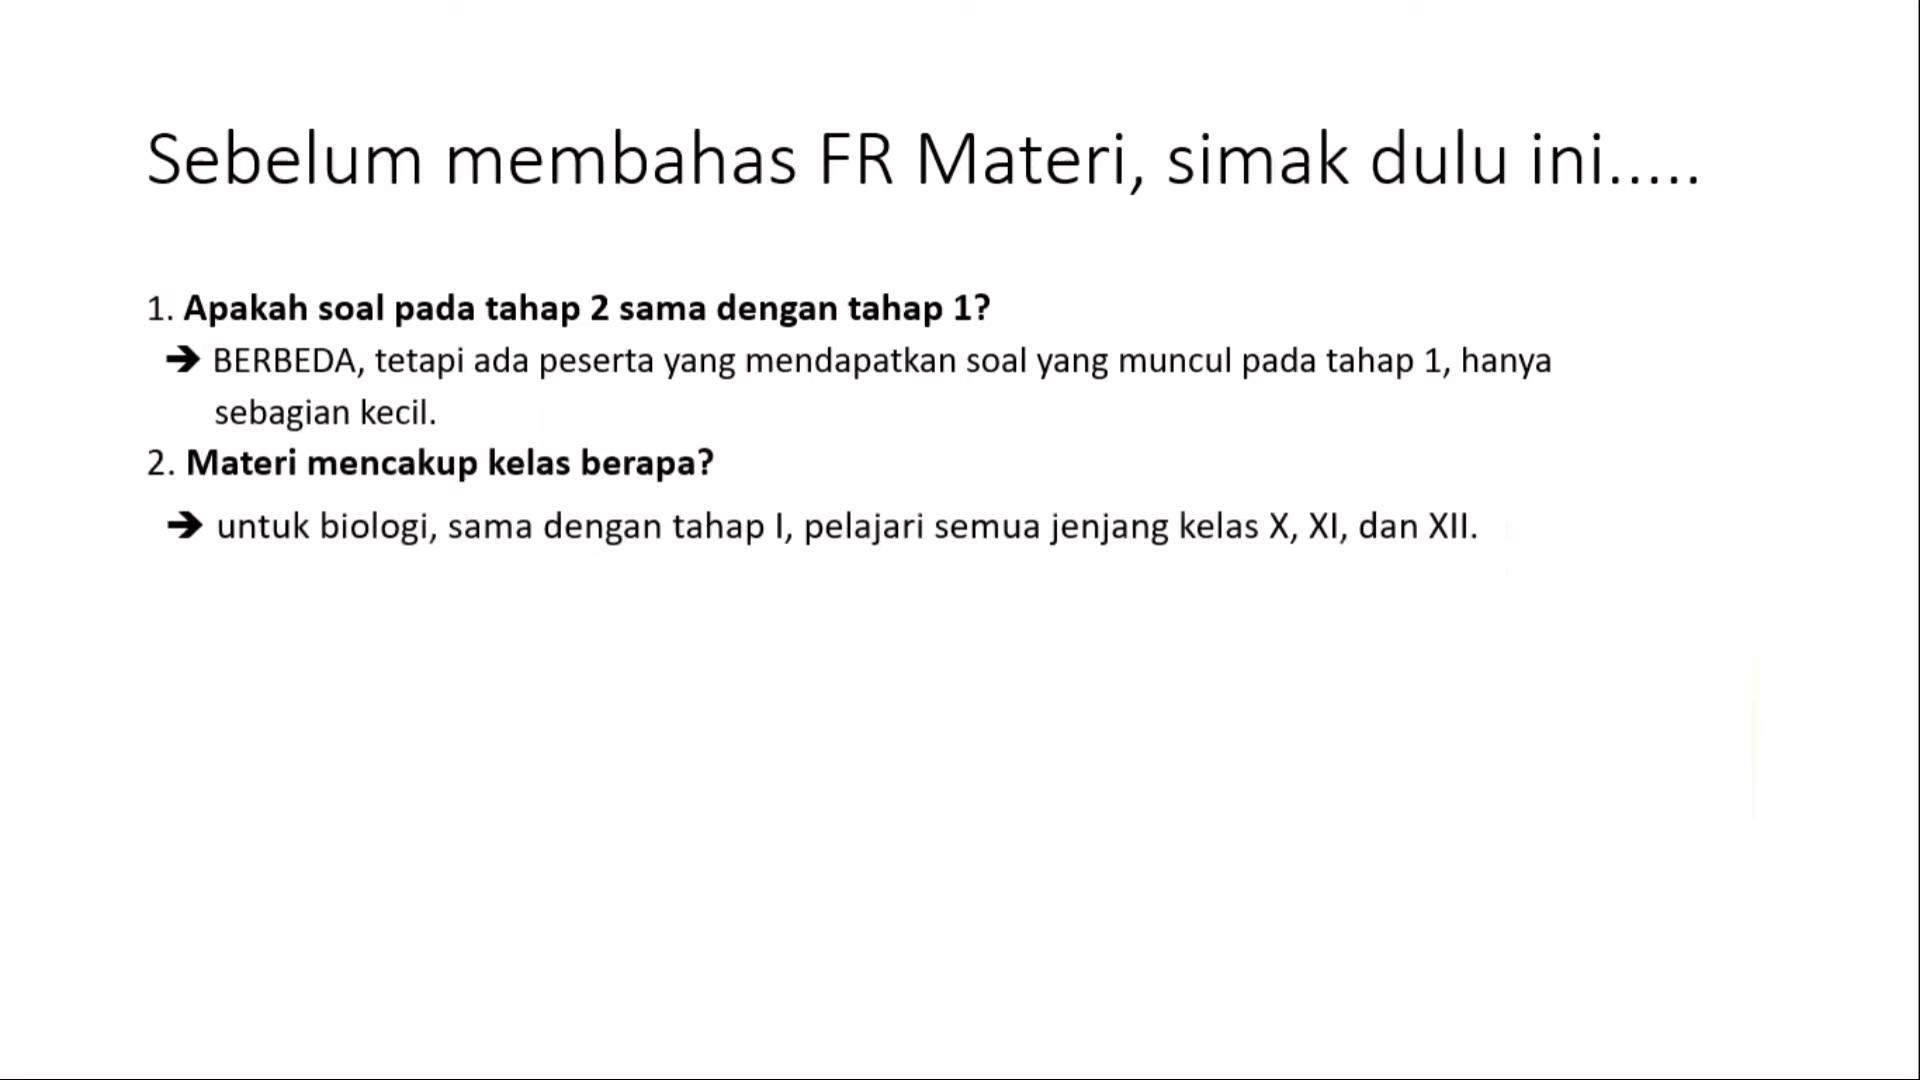 Sebelum membahas FR Materi, simak dulu ini.....
1. Apakah soal pada tahap 2 sama dengan tahap 1?
➔ BERBEDA, tetapi ada peserta yang mendapatkan soal yang muncul pada tahap 1, hanya
sebagian kecil.
2. Materi mencakup kelas berapa?
➔ untuk biologi, sama dengan tahap I, pelajari semua jenjang kelas X, XI, dan XII.